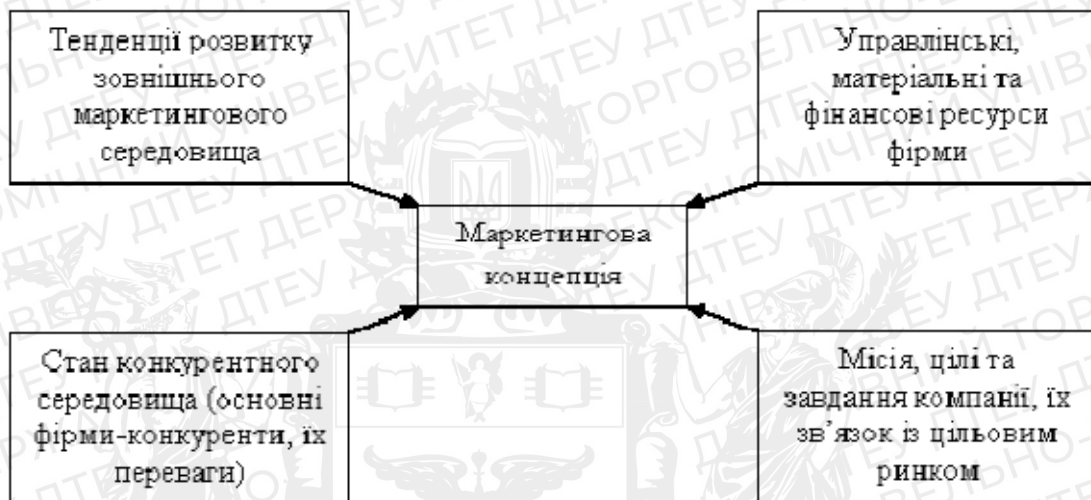 Тенденції розвитку
зовнішнього
маркетингового
середовища
Управлінські,
матеріальні та
фінансові ресурси
фірми
Маркетингова
концепція
Стан конкурентного
середовища (основні
фірми-конкуренти, їх
переваги)
Місія, цілі та
завдання компанії, їх
зв’язок із цільовим
ринком